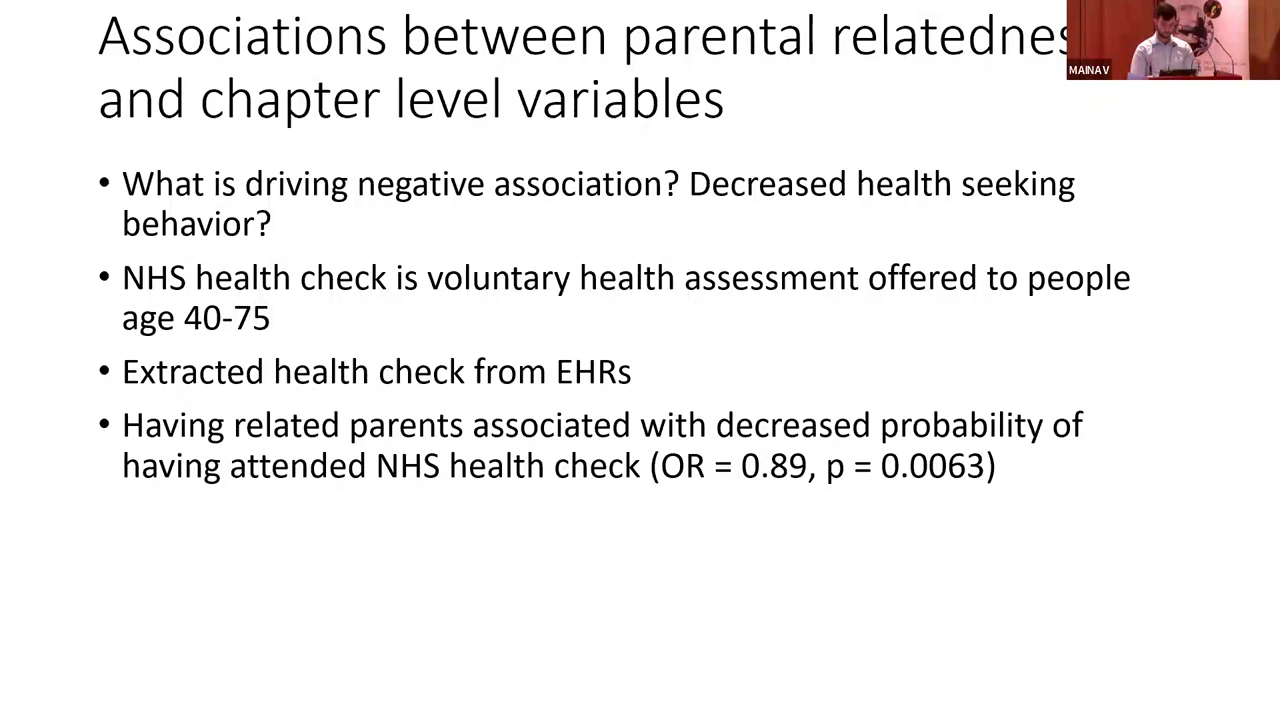 Associations between parental relatednes
and chapter level variables
MAINAV
• What is driving negative association? Decreased health seeking
behavior?
• NHS health check is voluntary health assessment offered to people
age 40-75
• Extracted health check from EHRs
• Having related parents associated with decreased probability of
having attended NHS health check (OR = 0.89, p = 0.0063)